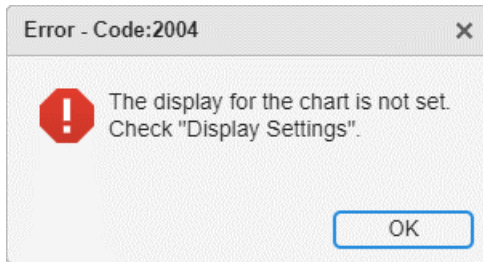 Error - Code:2004
The display for the chart is not set.
Check "Display Settings".
OK